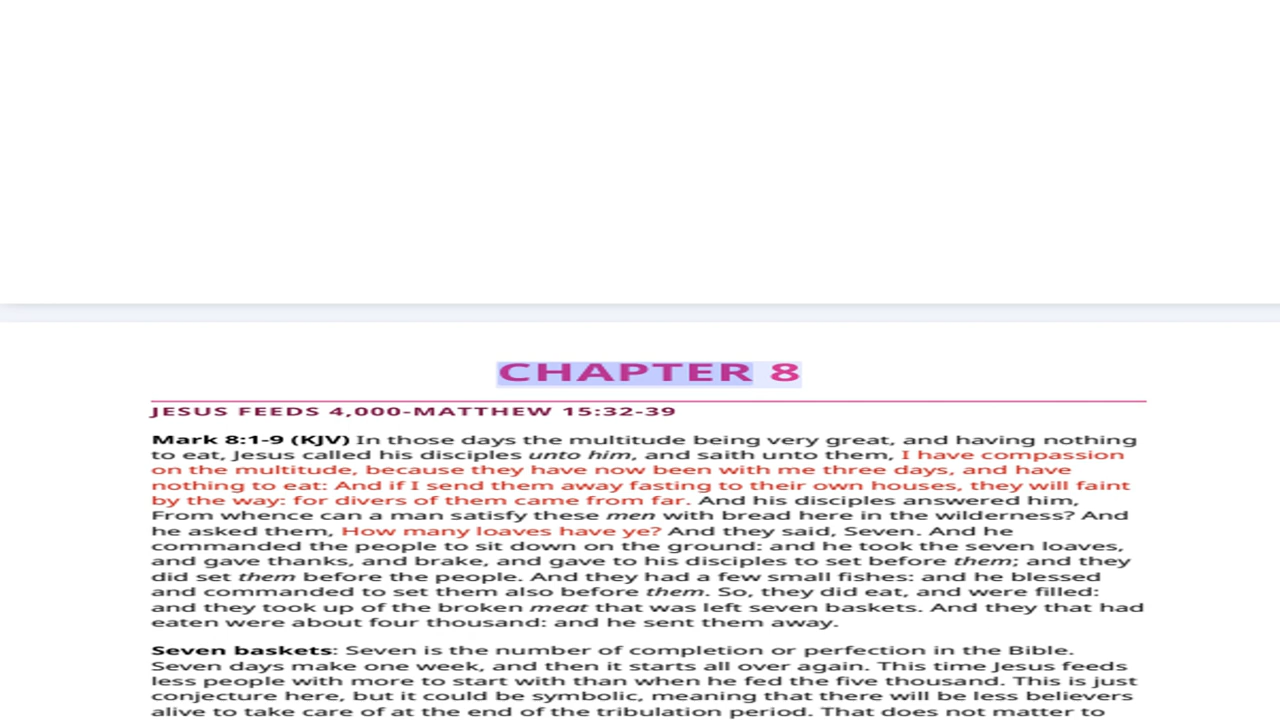 CHAPTER 8
JESUS FEEDS 4,000-MATTHEW 15:32-39
Mark 8:1-9 (KJV) In those days the multitude being very great, and having nothing
to eat, Jesus called his disciples unto him, and saith unto them, I have compassion
on the multitude, because they have now been with me three days, and have
nothing to eat: And if I send them away fasting to their own houses, they will faint
by the way: for divers of them came from far. And his disciples answered him,
From whence can a man satisfy these men with bread here in the wilderness? And
he asked them, How many loaves have ye? And they said, Seven. And he
commanded the people to sit down on the ground: and he took the seven loaves,
and gave thanks, and brake, and gave to his disciples to set before them; and they
did set them before the people. And they had a few small fishes: and he blessed
and commanded to set them also before them. So, they did eat, and were filled:
and they took up of the broken meat that was left seven baskets. And they that had
eaten were about four thousand: and he sent them away.
Seven baskets: Seven is the number of completion or perfection in the Bible.
Seven days make one week, and then it starts all over again. This time Jesus feeds
less people with more to start with than when he fed the five thousand. This is just
conjecture here, but it could be symbolic, meaning that there will be less believers
alive to take care of at the end of the tribulation period. That does not matter to